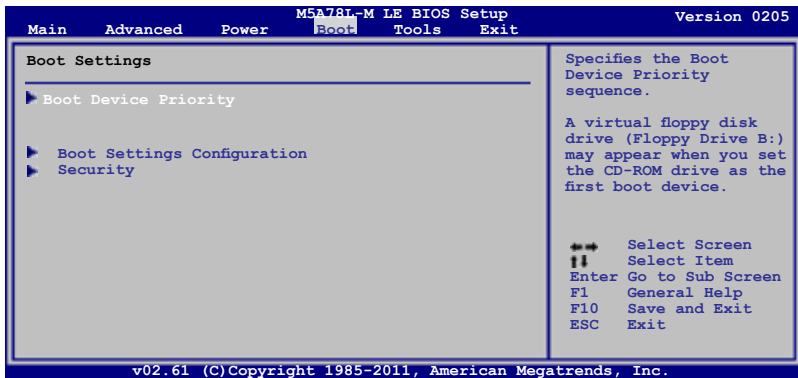 M5A78L-M LE BIOS Setup Version 0205
Main Advanced Power Boot Tools Exit
Boot Settings
Boot Device Priority
Boot Settings Configuration
Security
Specifies the Boot
Device Priority
sequence.
A virtual floppy disk
drive (Floppy Drive B:)
may appear when you set
the CD-ROM drive as the
first boot device.
Select Screen
Select Item
Enter Go to Sub Screen
F1 General Help
F10 Save and Exit
ESC Exit
v02.61 (C)Copyright 1985-2011, American Megatrends, Inc.